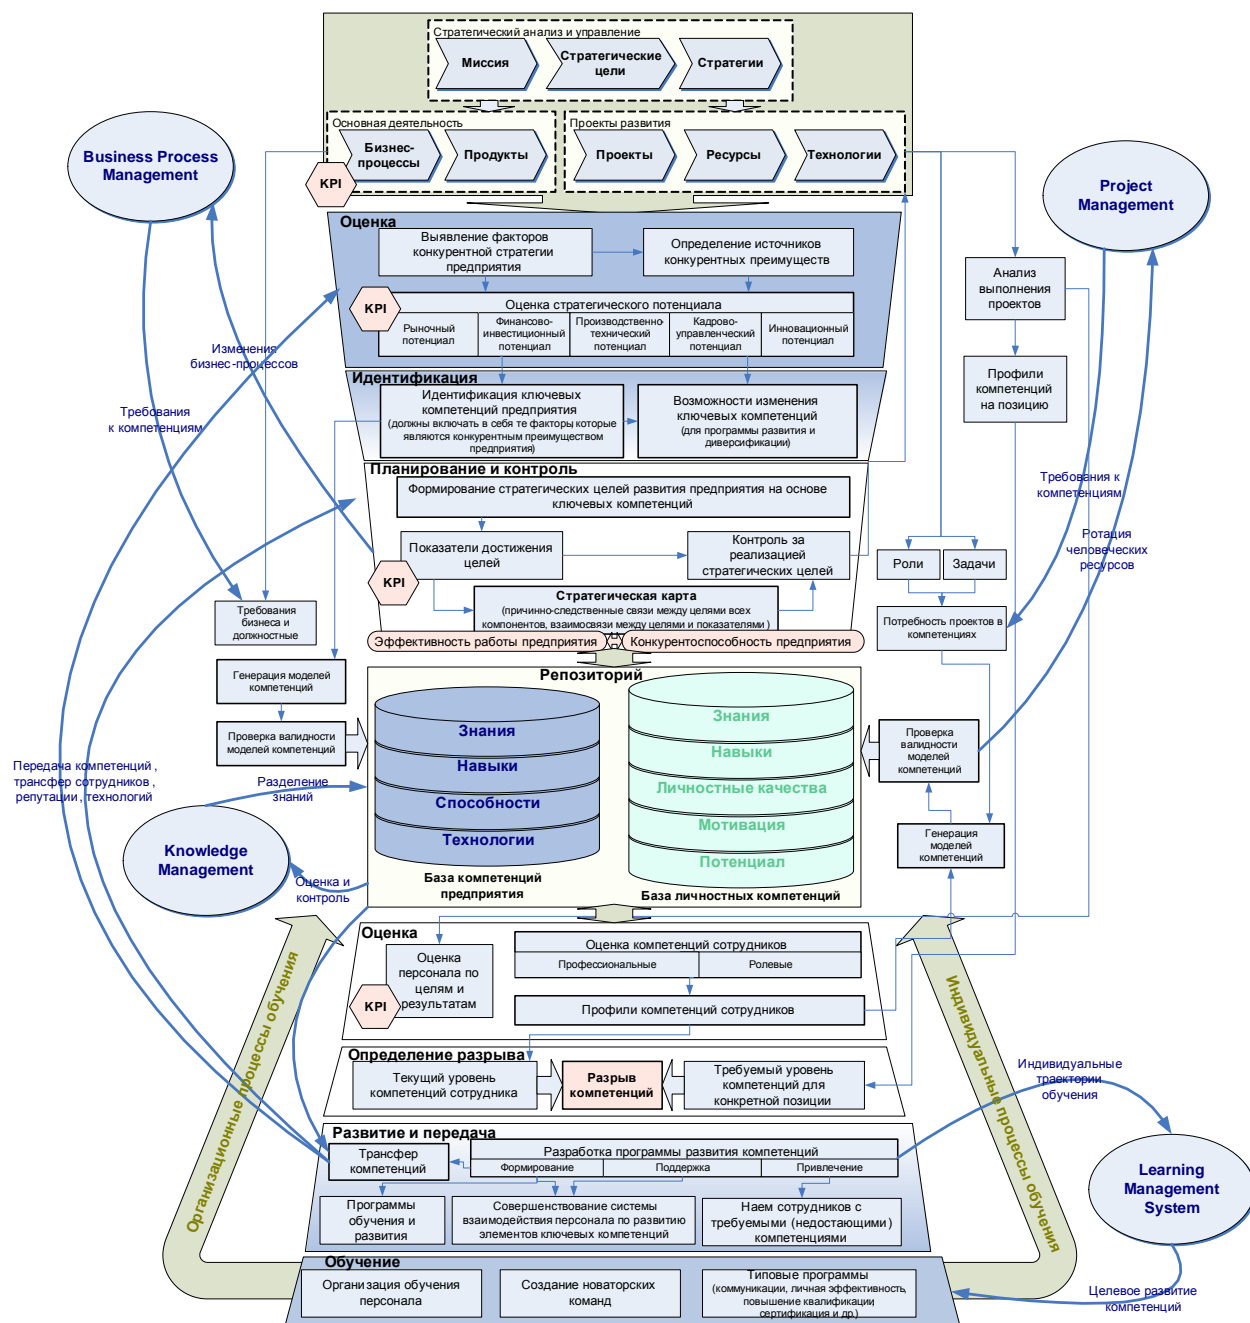 Стратегический анализ и управление
Миссия
Стратегические
цели
Стратегии
Основная деятельность
Бизнес-
процессы
Продукты
KPI
Проекты развития
Проекты
Ресурсы
Технологии
Business Process
Management
Project
Management
Оценка
Выявление факторов
конкурентной стратегии
предприятия
Определение источников
конкурентных преимуществ
KPI
Оценка стратегического потенциала
Рыночный
потенциал
Финансово-
инвестиционный
потенциал
Производственно-
технический
потенциал
Кадрово-
управленческий
потенциал
Инновационный
потенциал
Анализ
выполнения
проектов
Профили
компетенций
на позицию
Изменения
бизнес-процессов
Требования
к компетенциям
Идентификация
Идентификация ключевых
компетенций предприятия
(должны включать в себя те факторы, которые
являются конкурентным преимуществом
предприятия)
Возможности изменения
ключевых компетенций
(для программы развития и
диверсификации)
Планирование и контроль
Формирование стратегических целей развития предприятия на основе
ключевых компетенций
Показатели достижения
целей
Контроль за
реализацией
стратегических целей
KPI
Стратегическая карта
(причинно-следственные связи между целями всех
компонентов, взаимосвязи между целями и показателями)
Эффективность работы предприятия
Конкурентоспособность предприятия
Требования к
компетенциям
Ротация
человеческих
ресурсов
Роли
Задачи
Потребность проектов в
компетенциях
Требования
бизнеса и
должностные
Генерация моделей
компетенций
Проверка валидности
моделей компетенций
Репозиторий
Знания
Навыки
Способности
Технологии
База компетенций
предприятия
Знания
Навыки
Личностные качества
Мотивация
Потенциал
База личностных компетенций
Проверка
валидности
моделей
компетенций
Генерация
моделей
компетенций
Передача компетенций,
трансфер сотрудников,
репутации, технологий
Разделение
знаний
Knowledge
Management
Оценка и
контроль
Организационные процессы обучения
Индивидуальные процессы обучения
Оценка
Оценка
персонала по
целям и
результатам
KPI
Оценка компетенций сотрудников
Профессиональные
Ролевые
Профили компетенций сотрудников
Определение разрыва
Текущий уровень
компетенций сотрудника
Разрыв
компетенций
Требуемый уровень
компетенций для
конкретной позиции
Индивидуальные
траектории
обучения
Развитие и передача
Трансфер
компетенций
Разработка программы развития компетенций
Формирование
Поддержка
Привлечение
Программы
обучения и
развития
Совершенствование системы
взаимодействия персонала по развитию
элементов ключевых компетенций
Наем сотрудников с
требуемыми (недостающими)
компетенциями
Learning
Management
System
Обучение
Организация обучения
персонала
Создание новаторских
команд
Типовые программы
(коммуникации, личная эффективность,
повышение квалификации,
сертификация и др.)
Целевое развитие
компетенций